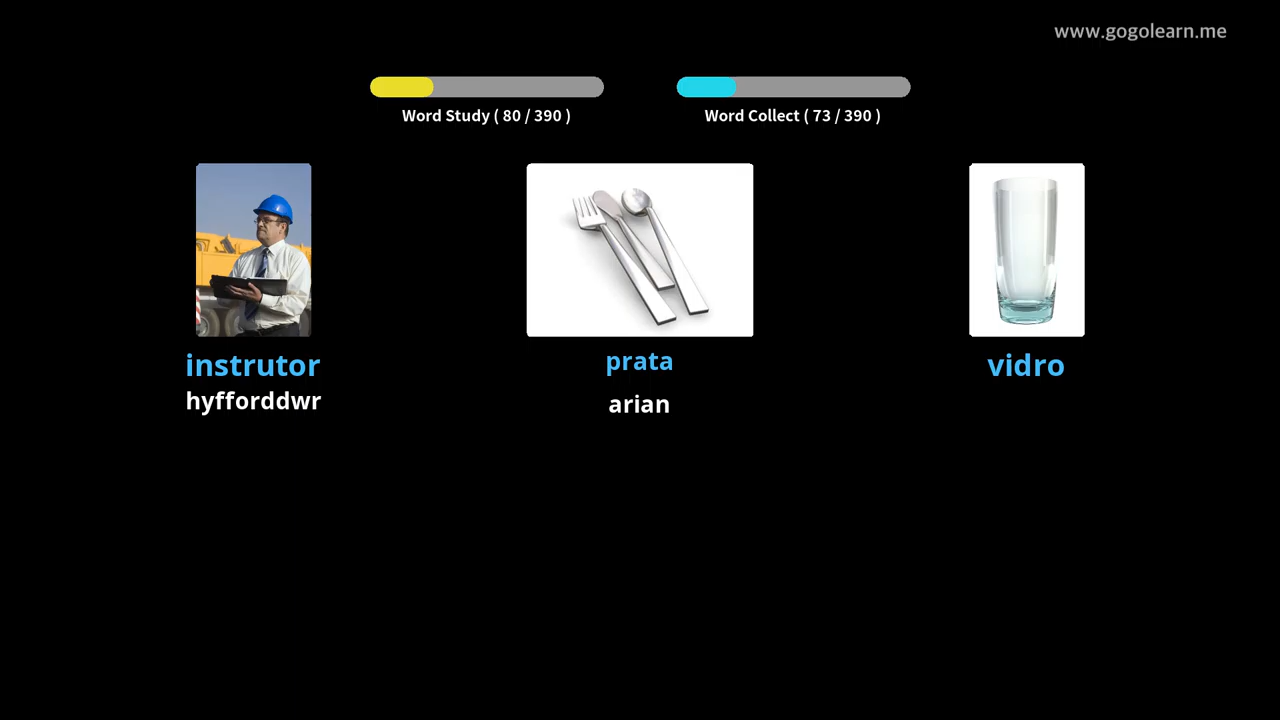 www.gogolearn.me
Word Study ( 80 / 390 )
Word Collect ( 73 / 390 )
instrutor
hyfforddwr
prata
arian
vidro